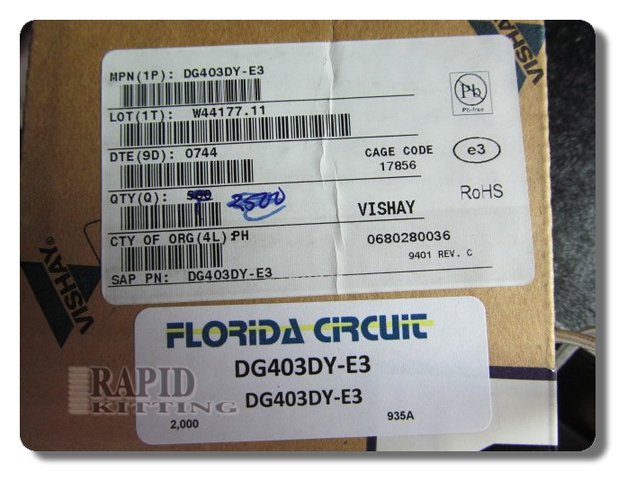 VISHAY
MPN(1P): DG403DY-E3
LOT(1T): W44177.11
DTE(9D): 0744
QTY(Q): 2500
CTY OF ORG(4L): PH
SAP PN: DG403DY-E3
Pb
Pb-free
e3
CAGE CODE
17856
RoHS
VISHAY
0680280036
9401 REV. C
VISHAY
FLORIDA CIRCUIT
DG403DY-E3
DG403DY-E3
2,000 935A
RAPID
KITTING